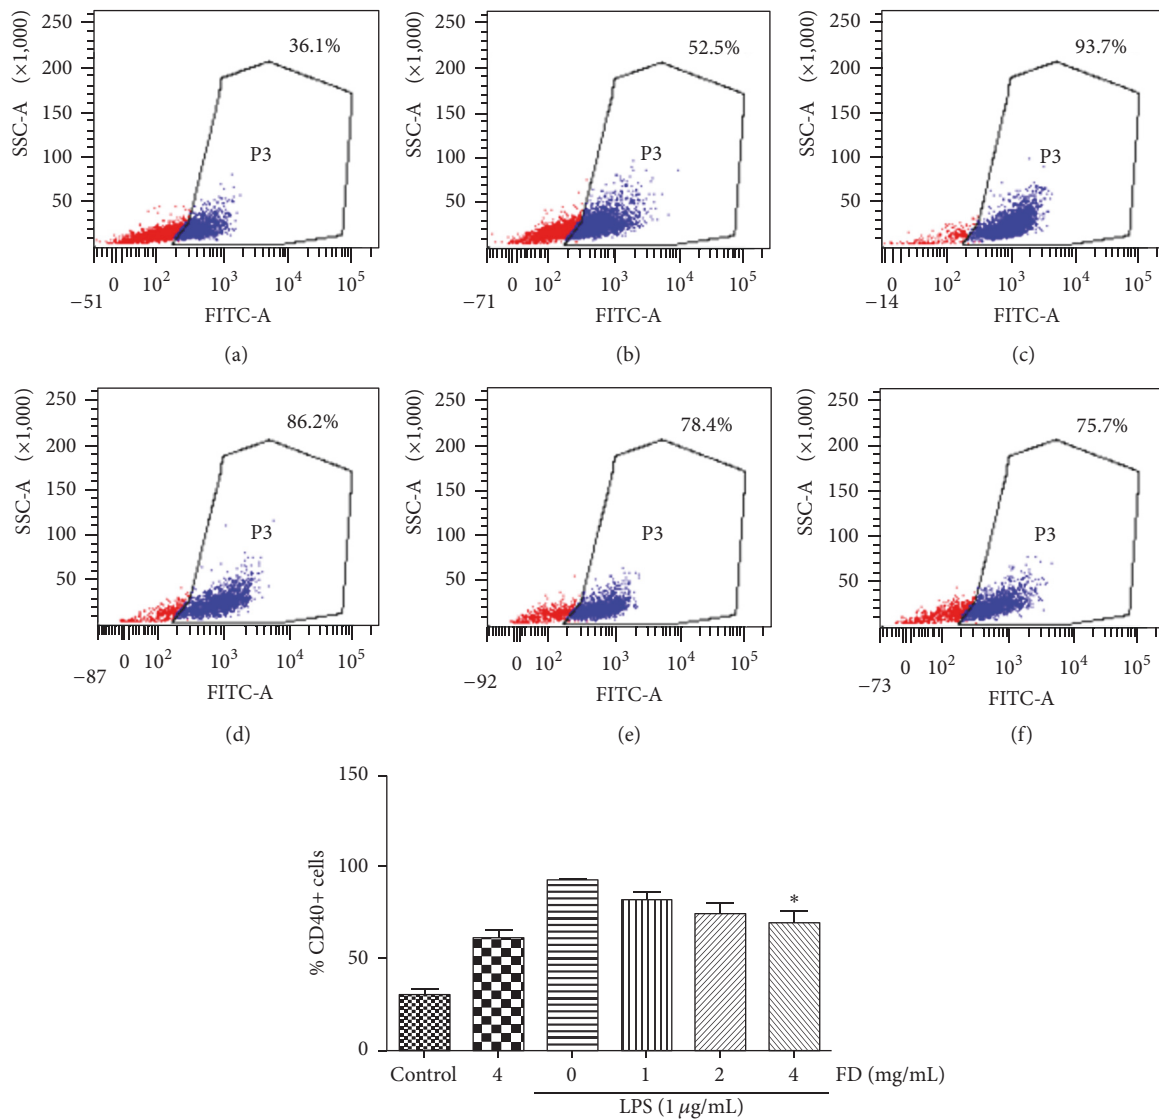 36.1%
250
200
150
100
50
SSC-A (×1,000)
P3
0 10² 10³ 10⁴ 10⁵
−51
FITC-A
(a)
52.5%
250
200
150
100
50
SSC-A (×1,000)
P3
0 10² 10³ 10⁴ 10⁵
−71
FITC-A
(b)
93.7%
250
200
150
100
50
SSC-A (×1,000)
P3
0 10² 10³ 10⁴ 10⁵
−14
FITC-A
(c)
86.2%
250
200
150
100
50
SSC-A (×1,000)
P3
0 10² 10³ 10⁴ 10⁵
−87
FITC-A
(d)
78.4%
250
200
150
100
50
SSC-A (×1,000)
P3
0 10² 10³ 10⁴ 10⁵
−92
FITC-A
(e)
75.7%
250
200
150
100
50
SSC-A (×1,000)
P3
0 10² 10³ 10⁴ 10⁵
−73
FITC-A
(f)
150
100
50
0
% CD40+ cells
*
Control 4 0 1 2 4 FD (mg/mL)
LPS (1 μg/mL)